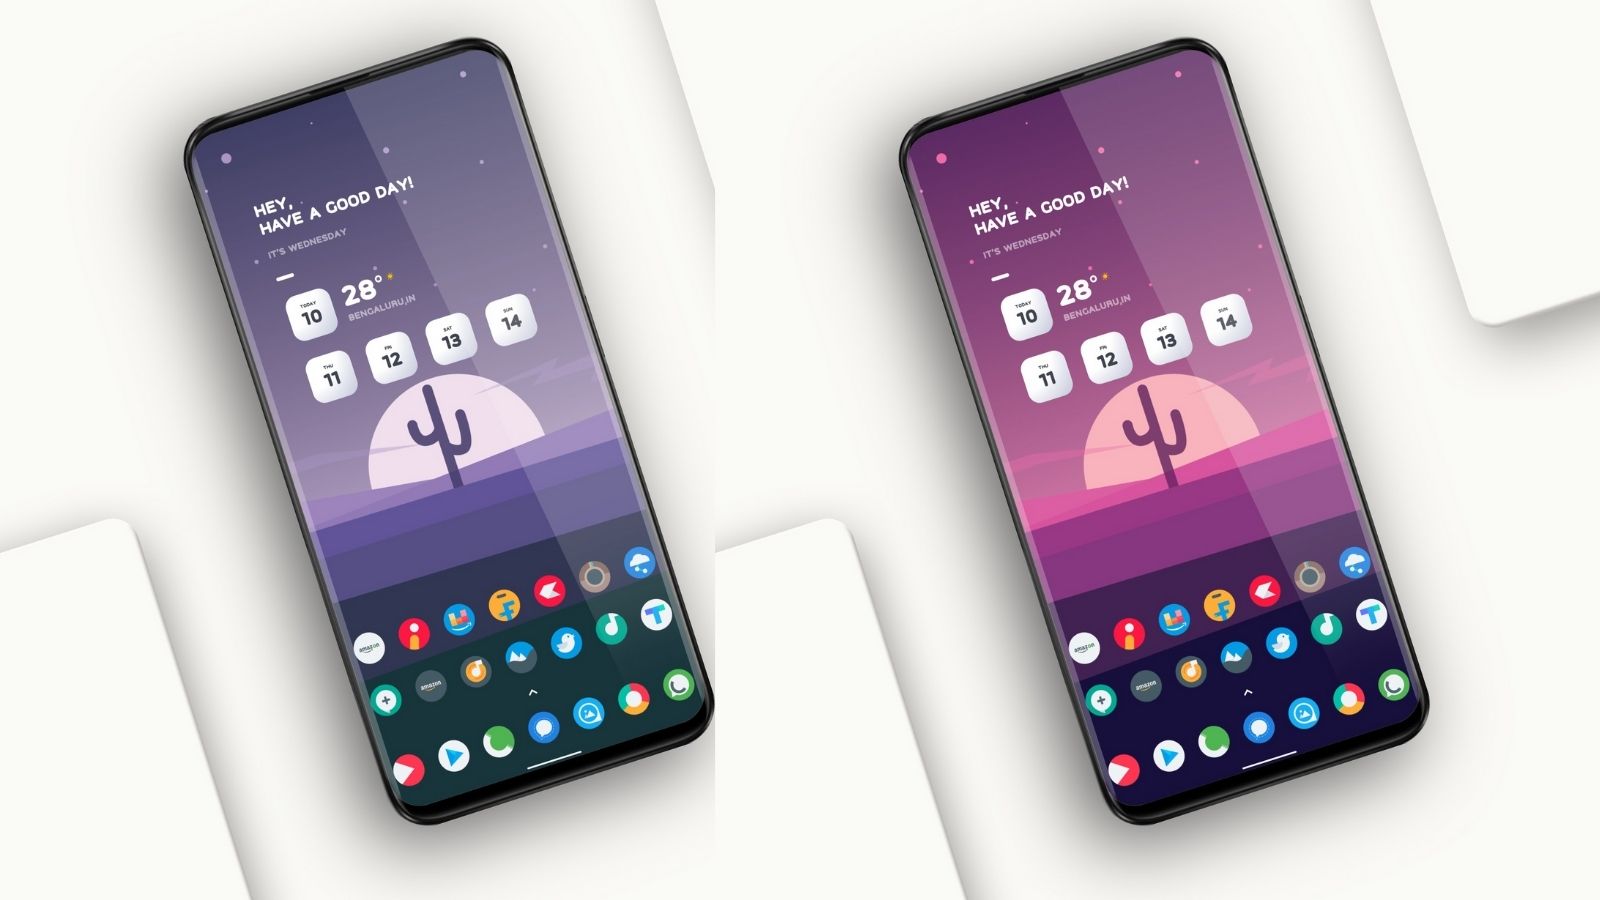 HEY,
HAVE A GOOD DAY!
IT'S WEDNESDAY
TODAY
10
28°
BENGALURU,IN
THU
11
FRI
12
SAT
13
SUN
14
amazon
amazon
HEY,
HAVE A GOOD DAY!
IT'S WEDNESDAY
TODAY
10
28°
BENGALURU,IN
THU
11
FRI
12
SAT
13
SUN
14
amazon
amazon